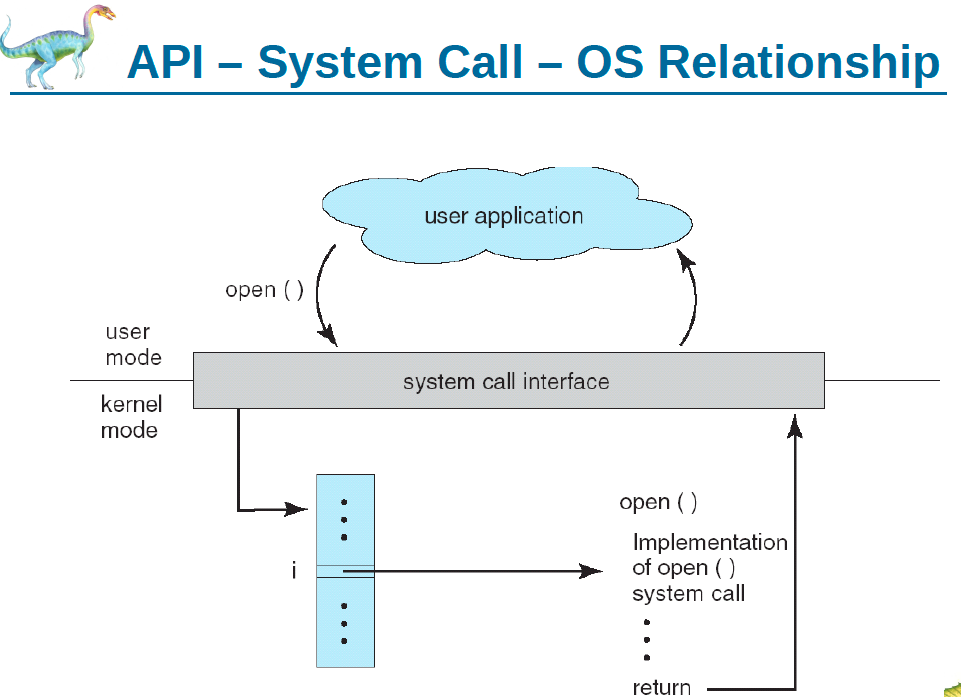 API – System Call – OS Relationship
user application
open ( )
user
mode
system call interface
kernel
mode
open ( )
Implementation
of open ( )
system call
i
return